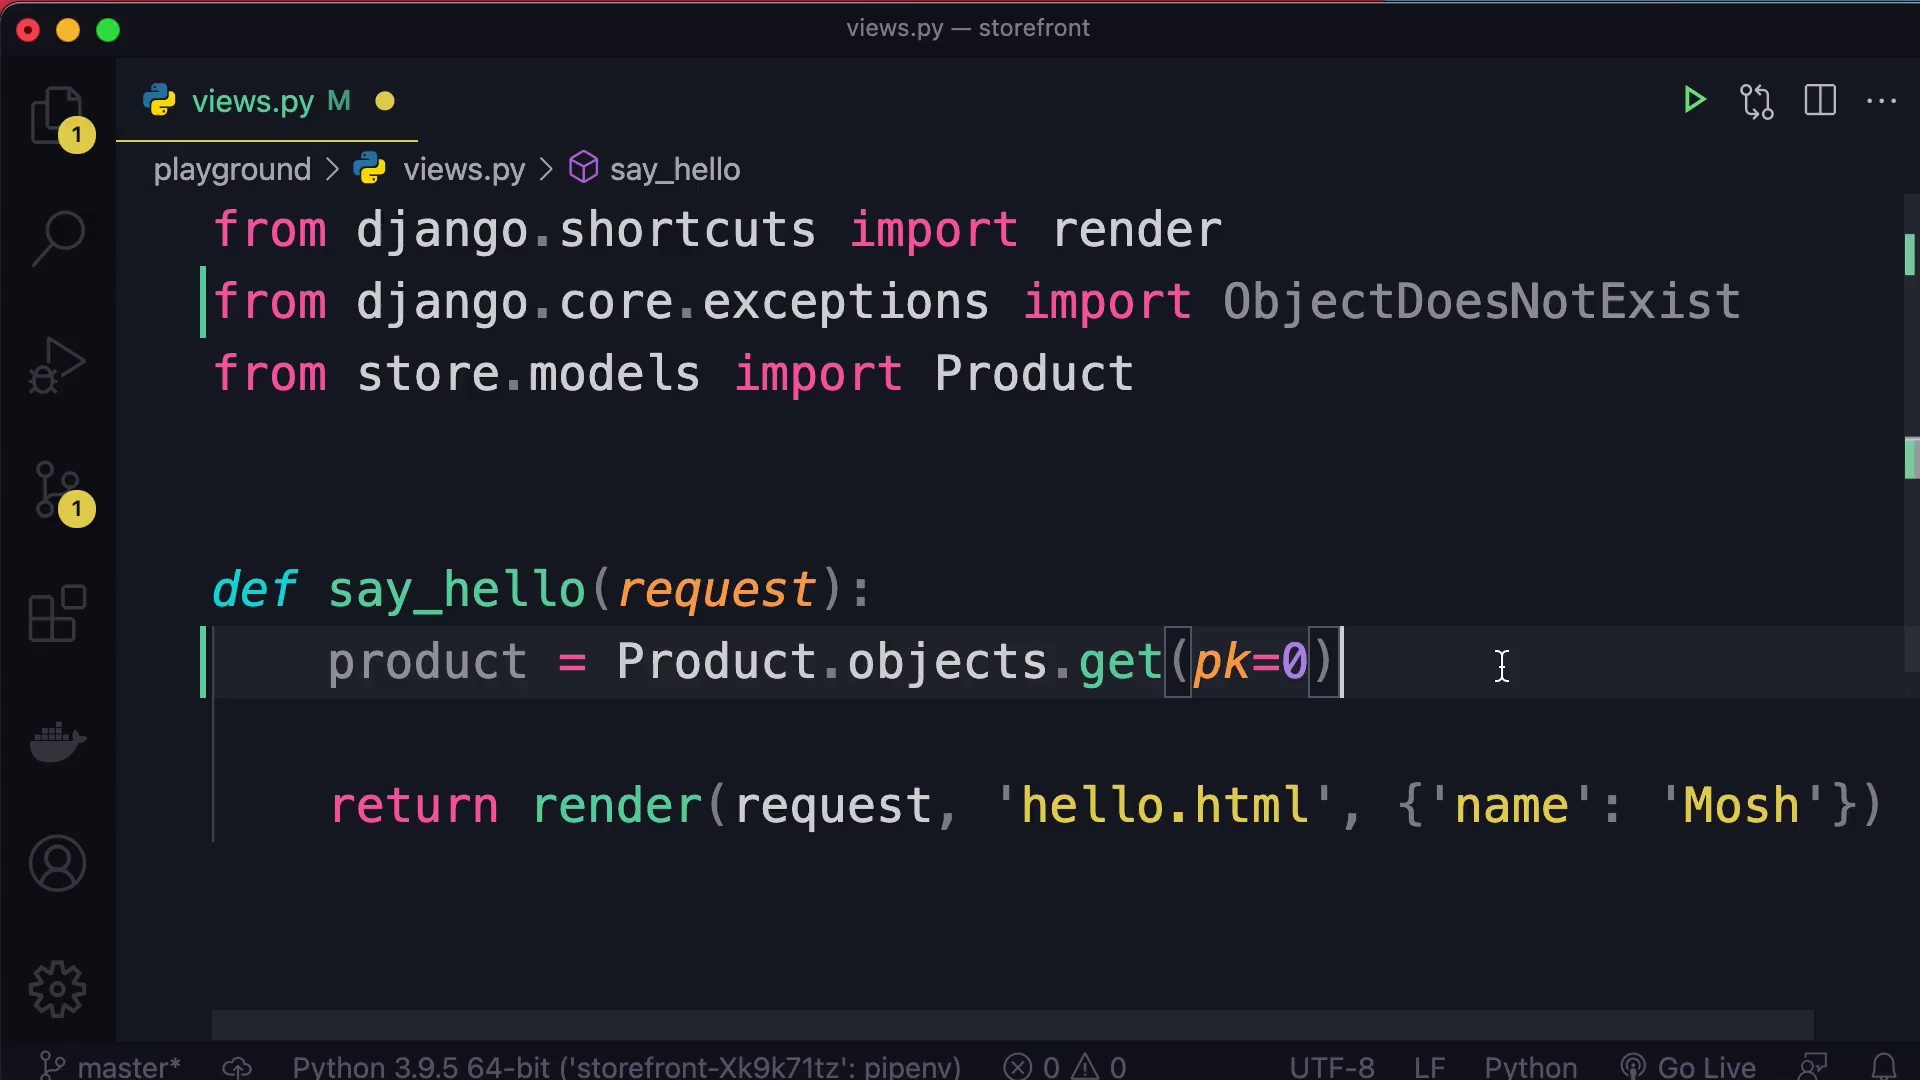 views.py — storefront
views.py M
1
playground > views.py > say_hello
from django.shortcuts import render
from django.core.exceptions import ObjectDoesNotExist
from store.models import Product
1
def say_hello(request):
    product = Product.objects.get(pk=0)
    return render(request, 'hello.html', {'name': 'Mosh'})
master* Python 3.9.5 64-bit ('storefront-Xk9k71tz': pipenv) 0 0 UTF-8 LF Python Go Live